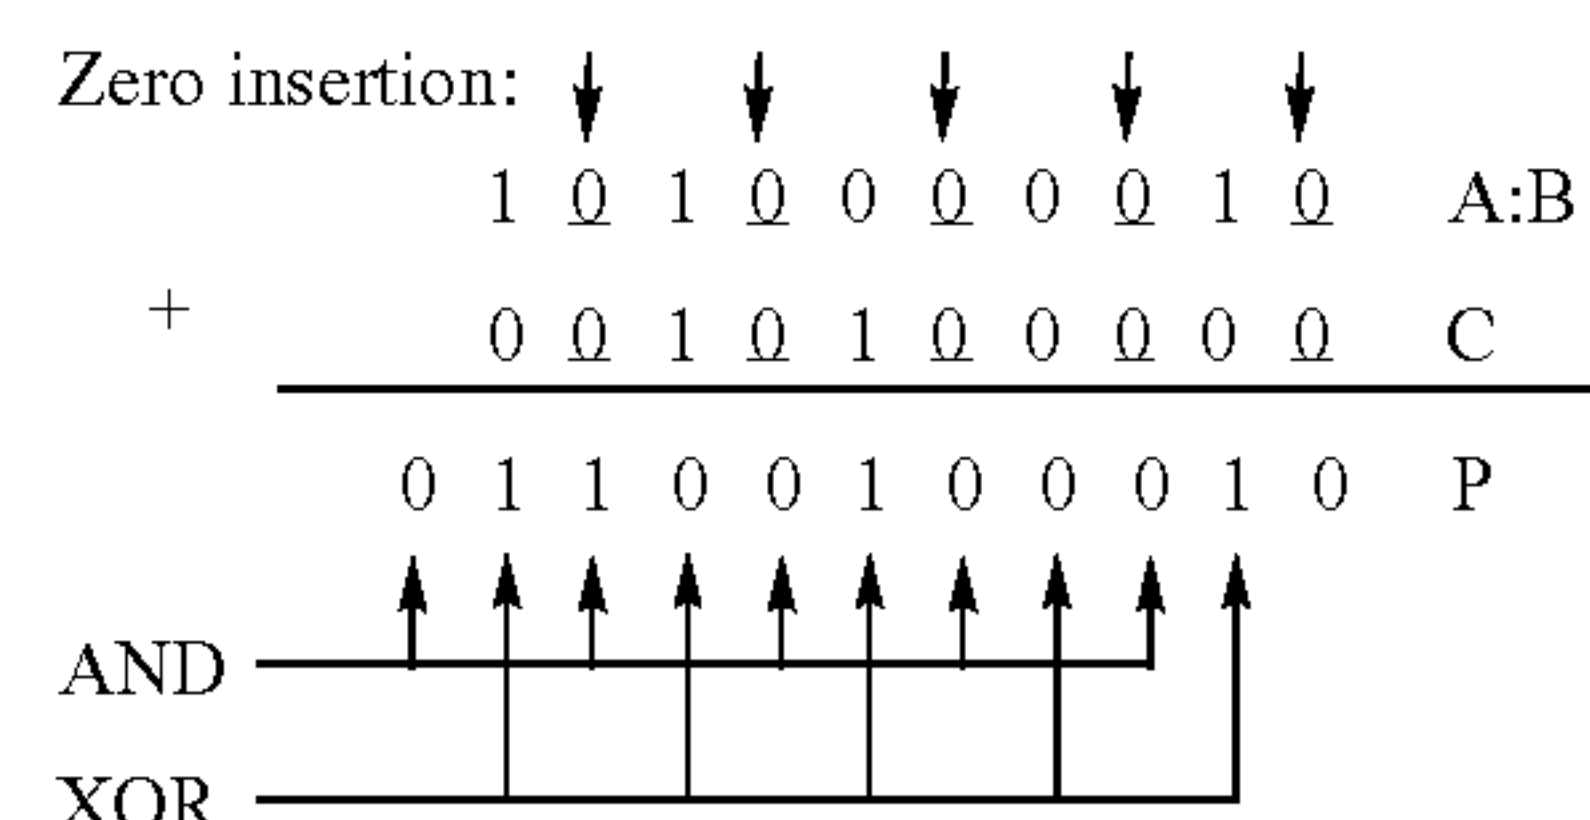 Zero insertion:
1 0 1 0 0 0 0 0 1 0 A:B
+ 0 0 1 0 1 0 0 0 0 0 C
0 1 1 0 0 1 0 0 0 1 0 P
AND
XOR